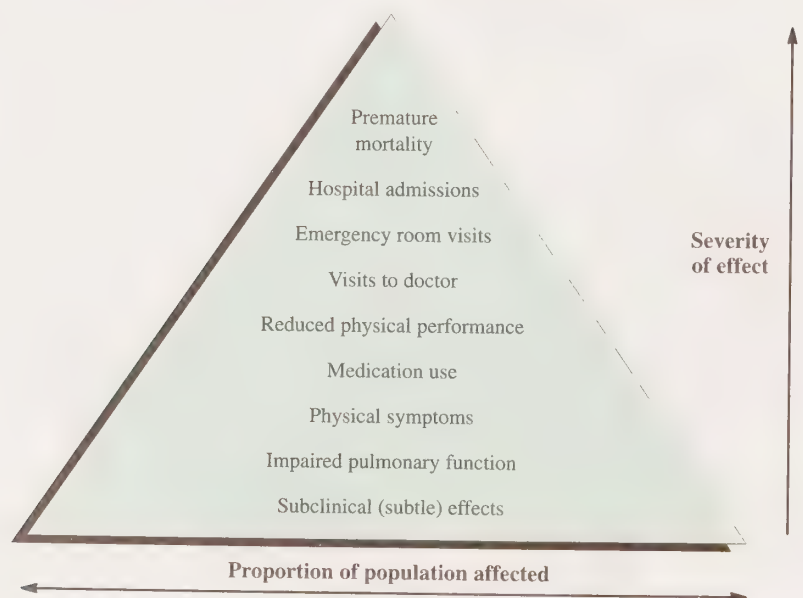 Premature
mortality
Hospital admissions
Emergency room visits
Severity
of effect
Visits to doctor
Reduced physical performance
Medication use
Physical symptoms
Impaired pulmonary function
Subclinical (subtle) effects
Proportion of population affected